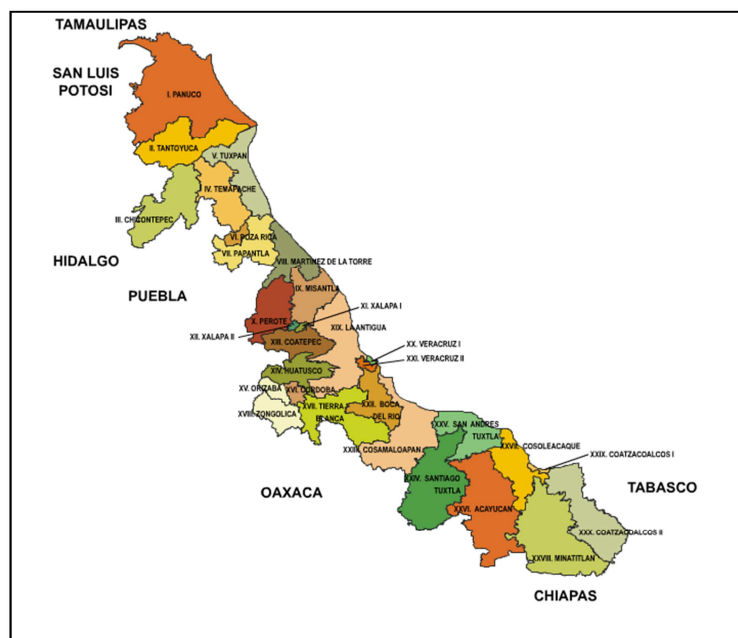 TAMAULIPAS
SAN LUIS
POTOSI
I. PANUCO
II. TANTOYUCA
V. TUXPAN
IV. TEMAPACHE
III. CHICONTEPEC
VI. POZA RICA
VII. PAPANTLA
HIDALGO
VIII. MARTINEZ DE LA TORRE
PUEBLA
IX. MISANTLA
XI. XALAPA I
X. PEROTE
XIX. LA ANTIGUA
XII. XALAPA II
XIII. COATEPEC
XX. VERACRUZ I
XXI. VERACRUZ II
XIV. HUATUSCO
XV. ORIZABA
XVI. CORDOBA
XVII. TIERRA
BLANCA
XXII. BOCA
DEL RIO
XVIII. ZONGOLICA
XXV. SAN ANDRES
TUXTLA
XXIII. COSAMALOAPAN
XXVII. COSOLEACAQUE
XXIX. COATZACOALCOS I
XXIV. SANTIAGO
TUXTLA
TABASCO
OAXACA
XXVI. ACAYUCAN
XXX. COATZACOALCOS II
XXVIII. MINATITLAN
CHIAPAS